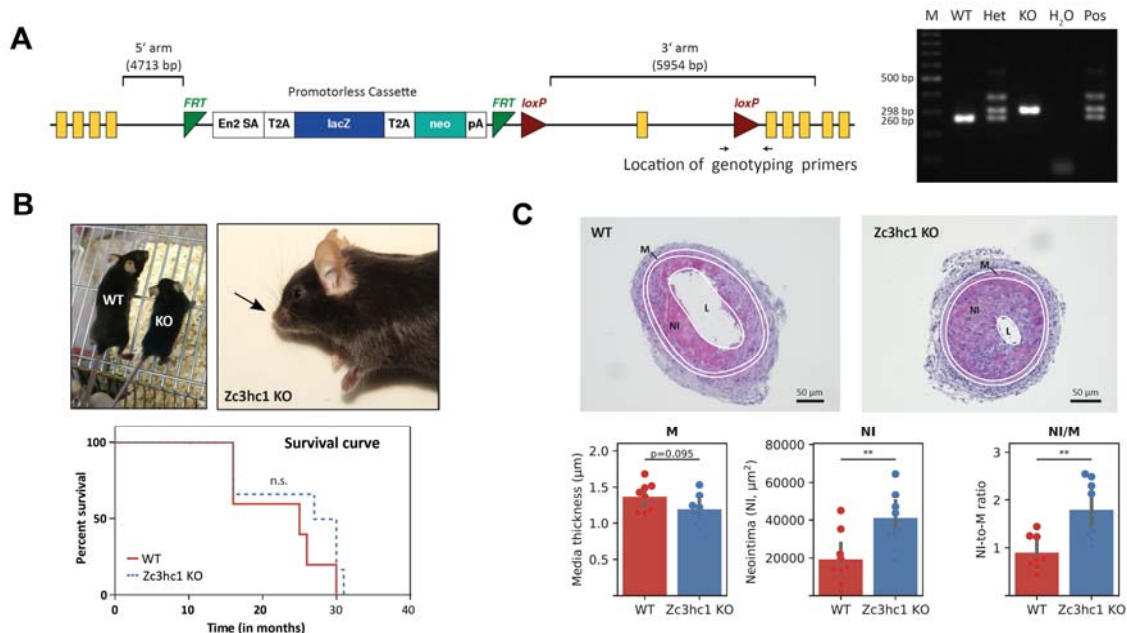 A
5' arm
(4713 bp)
3' arm
(5954 bp)
FRT
Promotorless Cassette
FRT
loxP
loxP
En2 SA
T2A
lacZ
T2A
neo
pA
Location of genotyping primers
M WT Het KO H2O Pos
500 bp
298 bp
260 bp
B
WT
KO
Zc3hc1 KO
Survival curve
n.s.
WT
Zc3hc1 KO
Percent survival
100
50
0
0 10 20 30 40
Time (in months)
C
WT
M
L
NI
50 µm
Zc3hc1 KO
M
NI
L
50 µm
M
p=0.095
Media thickness (µm)
2.0
1.5
1.0
0.5
WT Zc3hc1 KO
NI
**
Neointima (NI, µm²)
80000
60000
40000
20000
WT Zc3hc1 KO
NI/M
**
NI-to-M ratio
3
2
1
WT Zc3hc1 KO